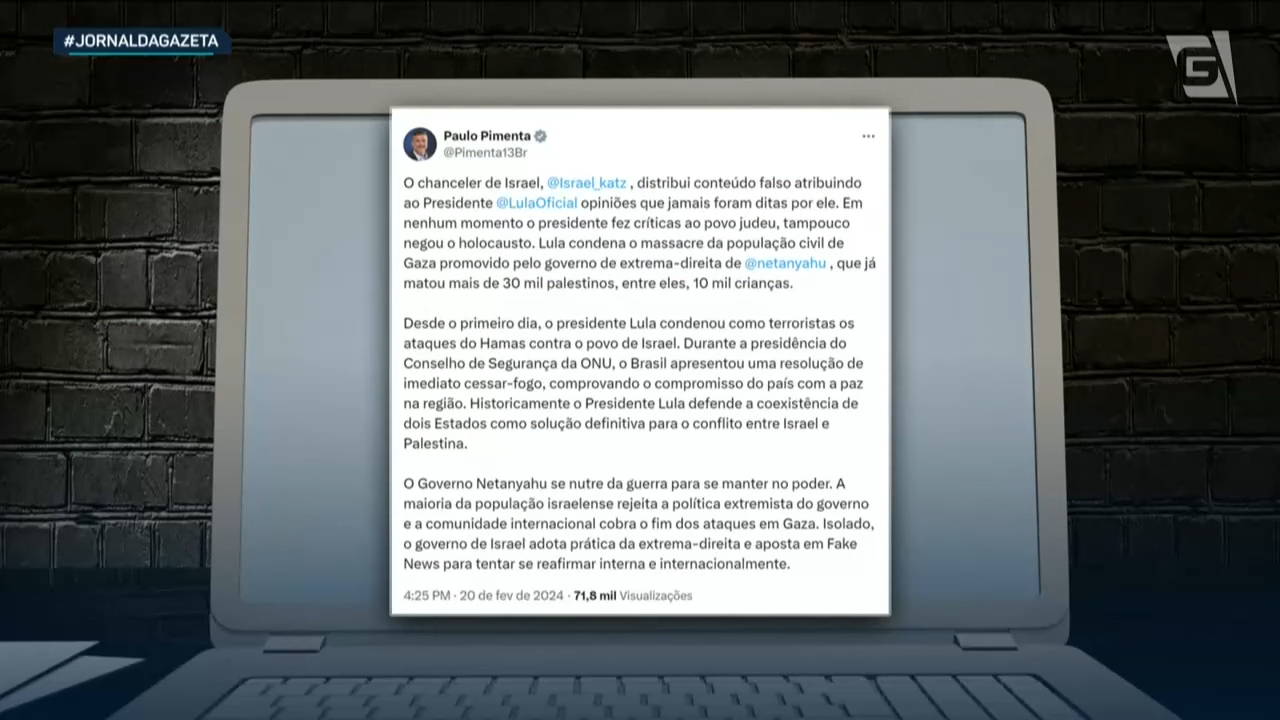 #JORNALDAGAZETA
G
Paulo Pimenta
@Pimenta13Br
O chanceler de Israel, @Israel_katz , distribui conteúdo falso atribuindo
ao Presidente @LulaOficial opiniões que jamais foram ditas por ele. Em
nenhum momento o presidente fez críticas ao povo judeu, tampouco
negou o holocausto. Lula condena o massacre da população civil de
Gaza promovido pelo governo de extrema-direita de @netanyahu , que já
matou mais de 30 mil palestinos, entre eles, 10 mil crianças.
Desde o primeiro dia, o presidente Lula condenou como terroristas os
ataques do Hamas contra o povo de Israel. Durante a presidência do
Conselho de Segurança da ONU, o Brasil apresentou uma resolução de
imediato cessar-fogo, comprovando o compromisso do país com a paz
na região. Historicamente o Presidente Lula defende a coexistência de
dois Estados como solução definitiva para o conflito entre Israel e
Palestina.
O Governo Netanyahu se nutre da guerra para se manter no poder. A
maioria da população israelense rejeita a política extremista do governo
e a comunidade internacional cobra o fim dos ataques em Gaza. Isolado,
o governo de Israel adota prática da extrema-direita e aposta em Fake
News para tentar se reafirmar interna e internacionalmente.
4:25 PM · 20 de fev de 2024 · 71,8 mil Visualizações